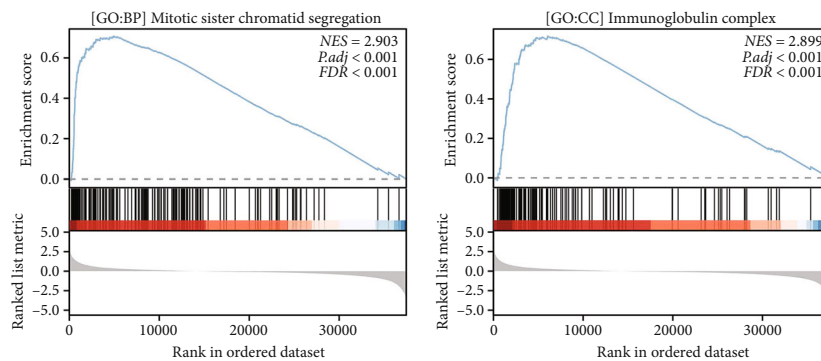 [GO:BP] Mitotic sister chromatid segregation
NES = 2.903
P.adj < 0.001
FDR < 0.001
Enrichment score
0.6
0.4
0.2
0.0
Ranked list metric
5.0
2.5
0.0
−2.5
−5.0
0 10000 20000 30000
Rank in ordered dataset
[GO:CC] Immunoglobulin complex
NES = 2.899
P.adj < 0.001
FDR < 0.001
Enrichment score
0.6
0.4
0.2
0.0
Ranked list metric
5.0
2.5
0.0
−2.5
−5.0
0 10000 20000 30000
Rank in ordered dataset